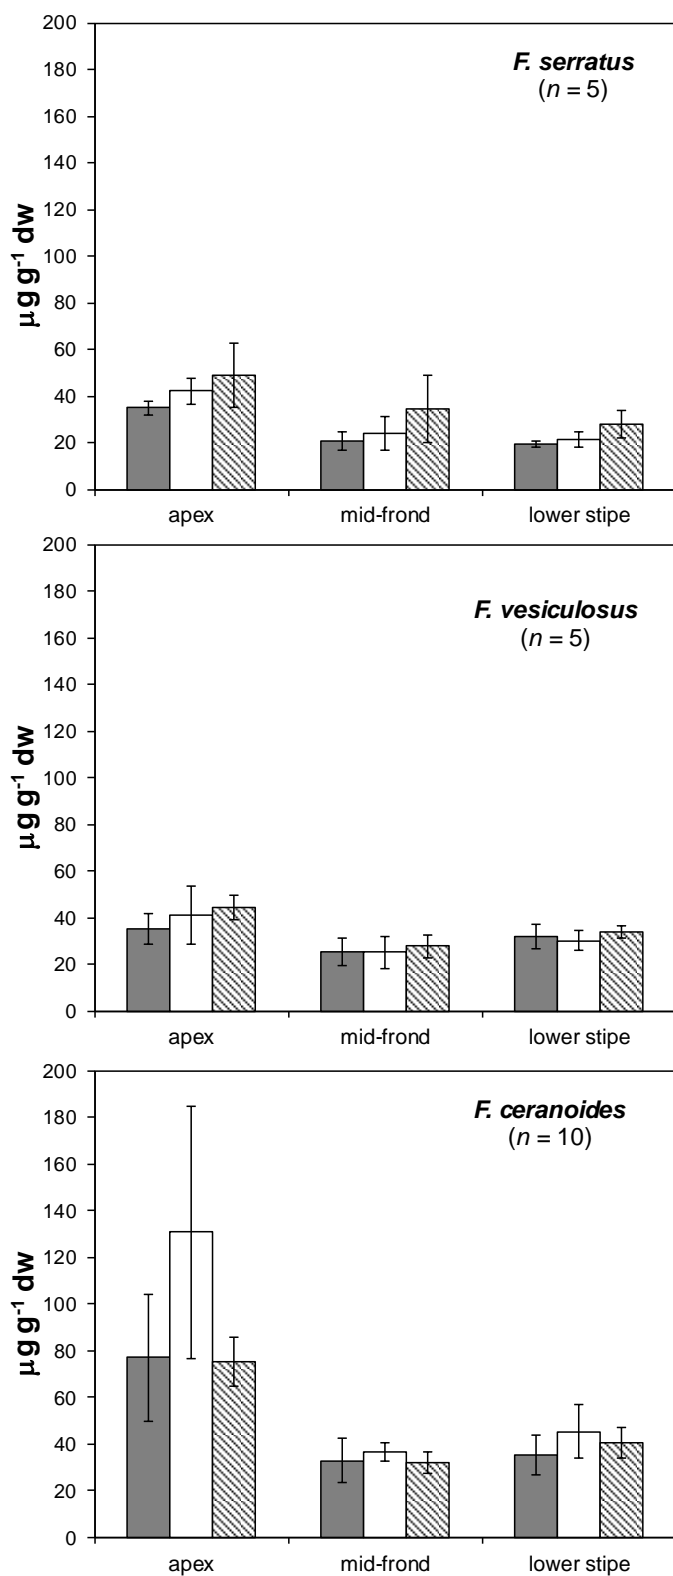 200
180
160
140
120
100
80
60
40
20
0
µg g-1 dw
F. serratus
(n = 5)
apex mid-frond lower stipe
200
180
160
140
120
100
80
60
40
20
0
µg g-1 dw
F. vesiculosus
(n = 5)
apex mid-frond lower stipe
200
180
160
140
120
100
80
60
40
20
0
µg g-1 dw
F. ceranoides
(n = 10)
apex mid-frond lower stipe